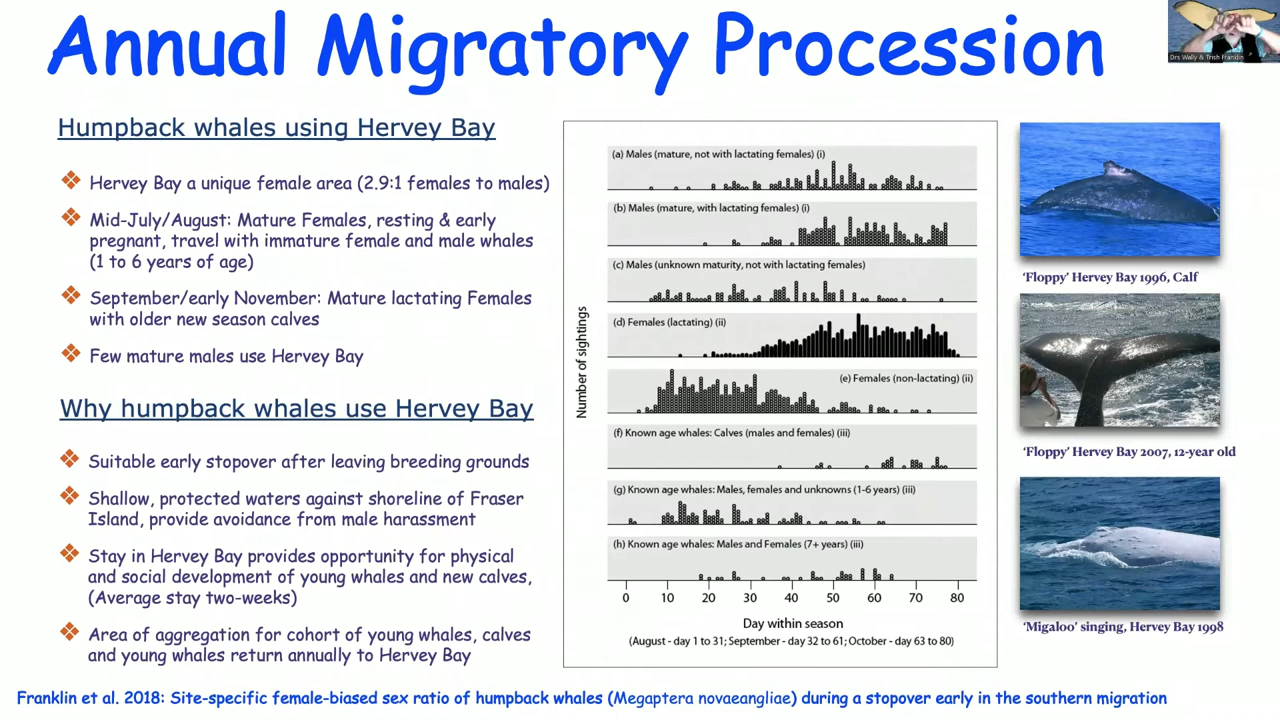 Annual Migratory Procession
Drs Wally & Trish Franklin
Humpback whales using Hervey Bay
❖ Hervey Bay a unique female area (2.9:1 females to males)
❖ Mid-July/August: Mature Females, resting & early
pregnant, travel with immature female and male whales
(1 to 6 years of age)
❖ September/early November: Mature lactating Females
with older new season calves
❖ Few mature males use Hervey Bay
Why humpback whales use Hervey Bay
❖ Suitable early stopover after leaving breeding grounds
❖ Shallow, protected waters against shoreline of Fraser
Island, provide avoidance from male harassment
❖ Stay in Hervey Bay provides opportunity for physical
and social development of young whales and new calves,
(Average stay two-weeks)
❖ Area of aggregation for cohort of young whales, calves
and young whales return annually to Hervey Bay
Number of sightings
(a) Males (mature, not with lactating females) (i)
(b) Males (mature, with lactating females) (i)
(c) Males (unknown maturity, not with lactating females)
(d) Females (lactating) (ii)
(e) Females (non-lactating) (ii)
(f) Known age whales: Calves (males and females) (iii)
(g) Known age whales: Males, females and unknowns (1-6 years) (iii)
(h) Known age whales: Males and Females (7+ years) (iii)
0 10 20 30 40 50 60 70 80
Day within season
(August - day 1 to 31; September - day 32 to 61; October - day 63 to 80)
‘Floppy’ Hervey Bay 1996, Calf
‘Floppy’ Hervey Bay 2007, 12-year old
‘Migaloo’ singing, Hervey Bay 1998
Franklin et al. 2018: Site-specific female-biased sex ratio of humpback whales (Megaptera novaeangliae) during a stopover early in the southern migration